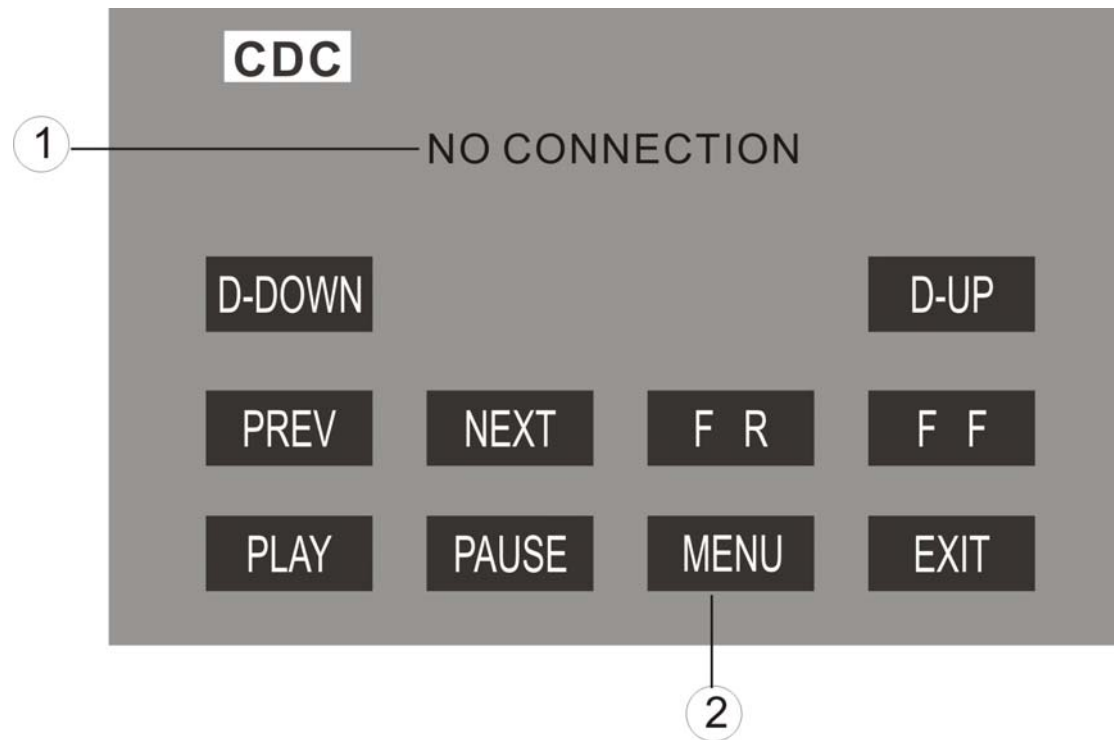 CDC
1 NO CONNECTION
D-DOWN D-UP
PREV NEXT F R F F
PLAY PAUSE MENU EXIT
2